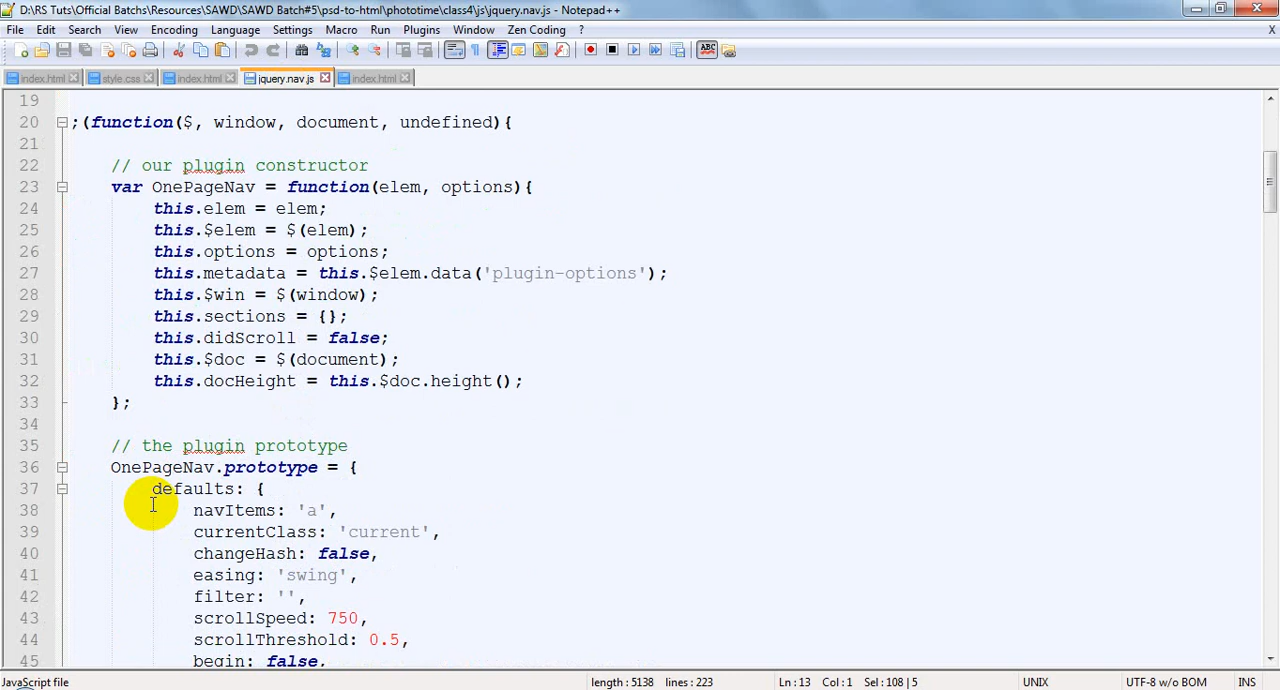 D:\RS Tuts\Official Batchs\Resources\SAWD\SAWD Batch#5\psd-to-html\phototime\class4\js\jquery.nav.js - Notepad++
File Edit Search View Encoding Language Settings Macro Run Plugins Window Zen Coding ? X
index.html style.css index.html jquery.nav.js index.html
19
20 ;(function($, window, document, undefined){
21
22 // our plugin constructor
23 var OnePageNav = function(elem, options){
24 this.elem = elem;
25 this.$elem = $(elem);
26 this.options = options;
27 this.metadata = this.$elem.data('plugin-options');
28 this.$win = $(window);
29 this.sections = {};
30 this.didScroll = false;
31 this.$doc = $(document);
32 this.docHeight = this.$doc.height();
33 };
34
35 // the plugin prototype
36 OnePageNav.prototype = {
37 defaults: {
38 navItems: 'a',
39 currentClass: 'current',
40 changeHash: false,
41 easing: 'swing',
42 filter: '',
43 scrollSpeed: 750,
44 scrollThreshold: 0.5,
45 begin: false,
JavaScript file length : 5138 lines : 223 Ln : 13 Col : 1 Sel : 108 | 5 UNIX UTF-8 w/o BOM INS